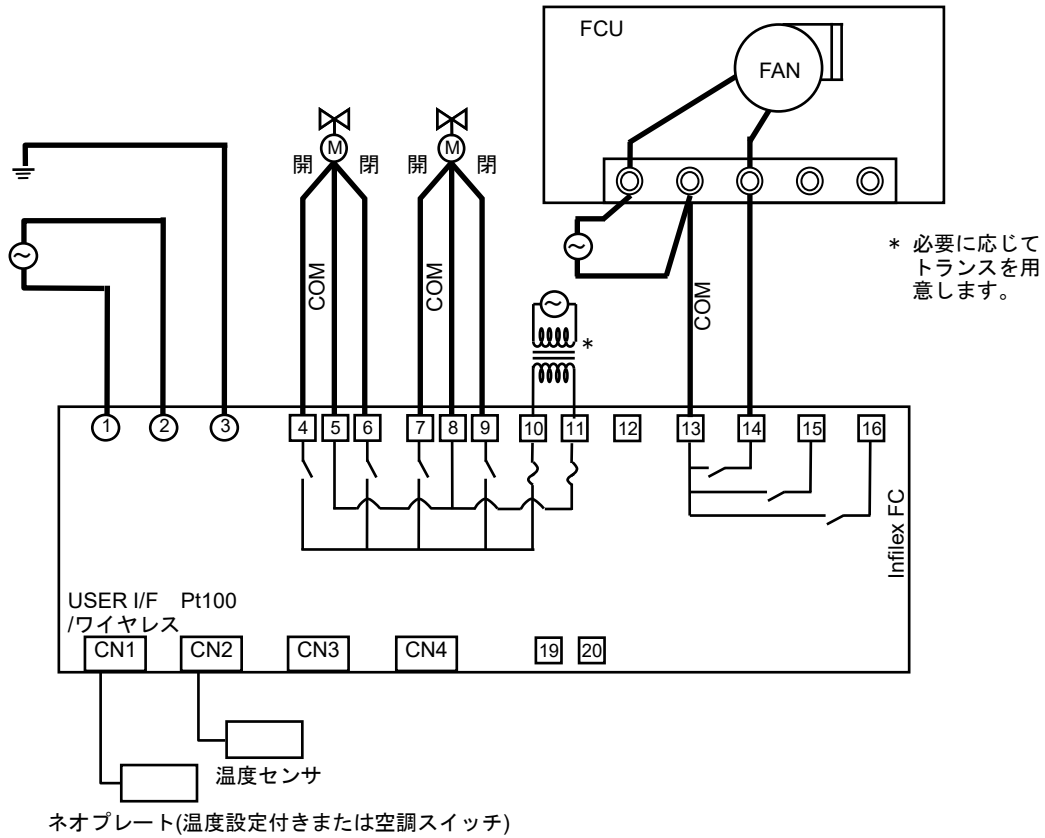 FCU
FAN
M
M
開
閉
開
閉
~
~
COM
COM
COM
~
*
* 必要に応じて
トランスを用
意します。
1
2
3
4
5
6
7
8
9
10
11
12
13
14
15
16
Infilex FC
USER I/F
/ワイヤレス
Pt100
CN1
CN2
CN3
CN4
19
20
温度センサ
ネオプレート(温度設定付きまたは空調スイッチ)